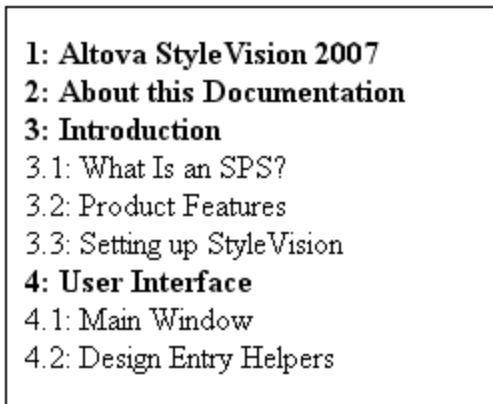 1: Altova StyleVision 2007
2: About this Documentation
3: Introduction
3.1: What Is an SPS?
3.2: Product Features
3.3: Setting up StyleVision
4: User Interface
4.1: Main Window
4.2: Design Entry Helpers